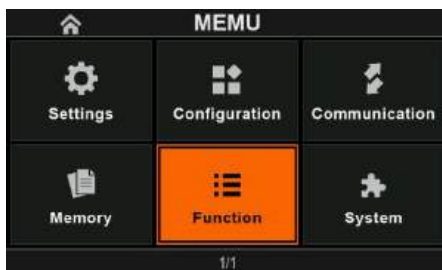 MEMU
Settings
Configuration
Communication
Memory
Function
System
1/1